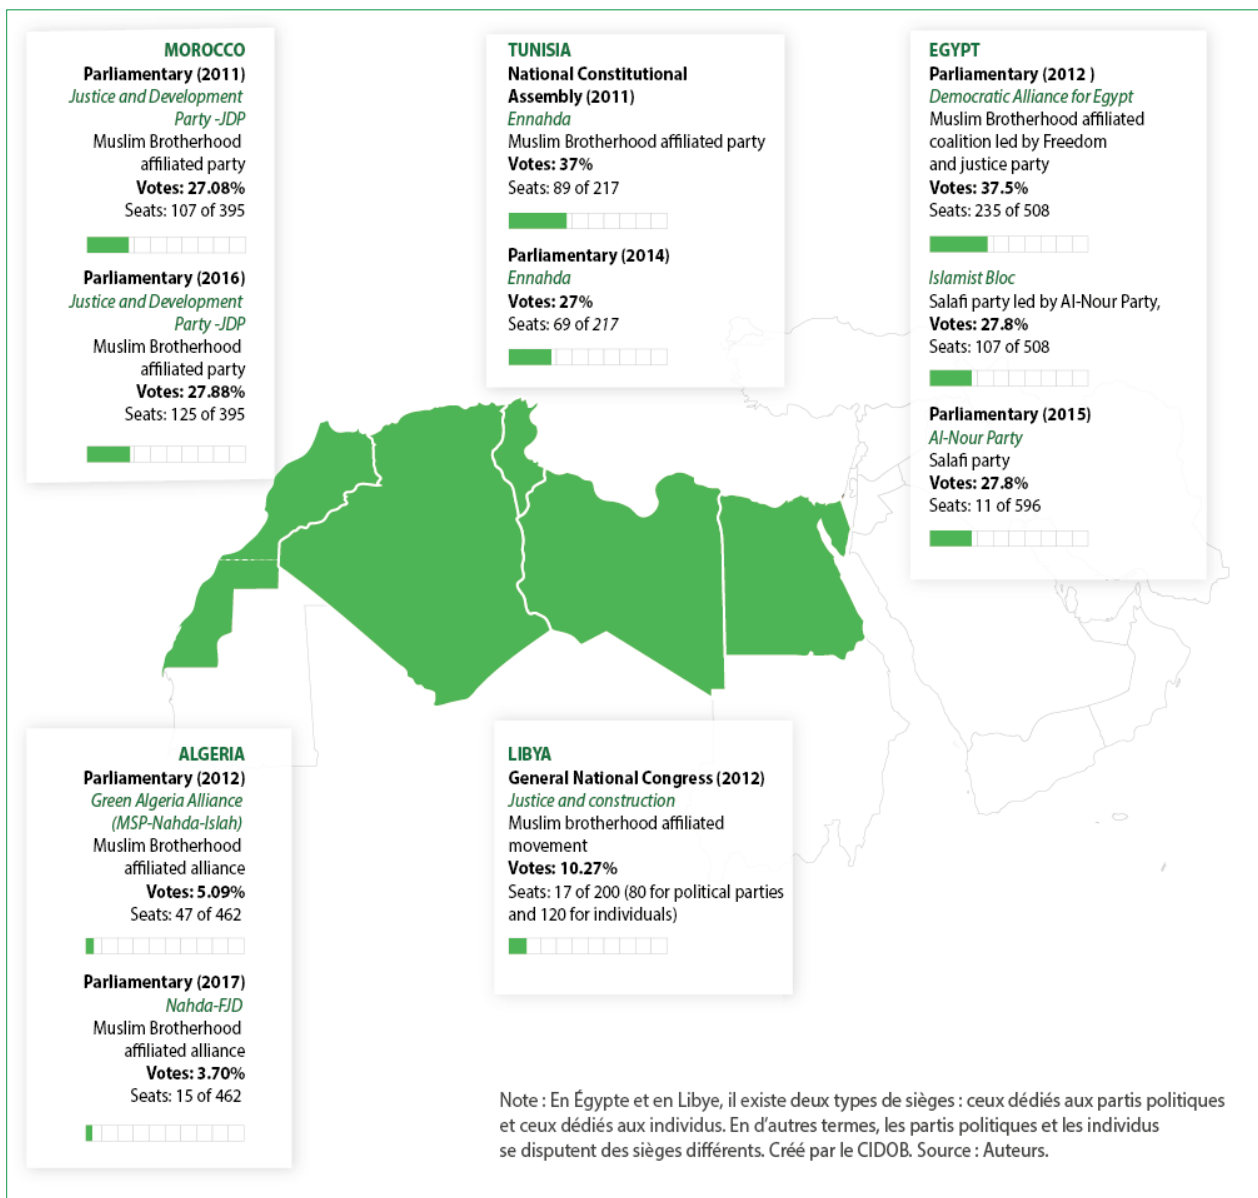 MOROCCO
Parliamentary (2011)
Justice and Development
Party -JDP
Muslim Brotherhood
affiliated party
Votes: 27.08%
Seats: 107 of 395
Parliamentary (2016)
Justice and Development
Party -JDP
Muslim Brotherhood
affiliated party
Votes: 27.88%
Seats: 125 of 395
TUNISIA
National Constitutional
Assembly (2011)
Ennahda
Muslim Brotherhood affiliated party
Votes: 37%
Seats: 89 of 217
Parliamentary (2014)
Ennahda
Votes: 27%
Seats: 69 of 217
EGYPT
Parliamentary (2012 )
Democratic Alliance for Egypt
Muslim Brotherhood affiliated
coalition led by Freedom
and justice party
Votes: 37.5%
Seats: 235 of 508
Islamist Bloc
Salafi party led by Al-Nour Party,
Votes: 27.8%
Seats: 107 of 508
Parliamentary (2015)
Al-Nour Party
Salafi party
Votes: 27.8%
Seats: 11 of 596
ALGERIA
Parliamentary (2012)
Green Algeria Alliance
(MSP-Nahda-Islah)
Muslim Brotherhood
affiliated alliance
Votes: 5.09%
Seats: 47 of 462
Parliamentary (2017)
Nahda-FJD
Muslim Brotherhood
affiliated alliance
Votes: 3.70%
Seats: 15 of 462
LIBYA
General National Congress (2012)
Justice and construction
Muslim brotherhood affiliated
movement
Votes: 10.27%
Seats: 17 of 200 (80 for political parties
and 120 for individuals)
Note : En Égypte et en Libye, il existe deux types de sièges : ceux dédiés aux partis politiques
et ceux dédiés aux individus. En d'autres termes, les partis politiques et les individus
se disputent des sièges différents. Créé par le CIDOB. Source : Auteurs.